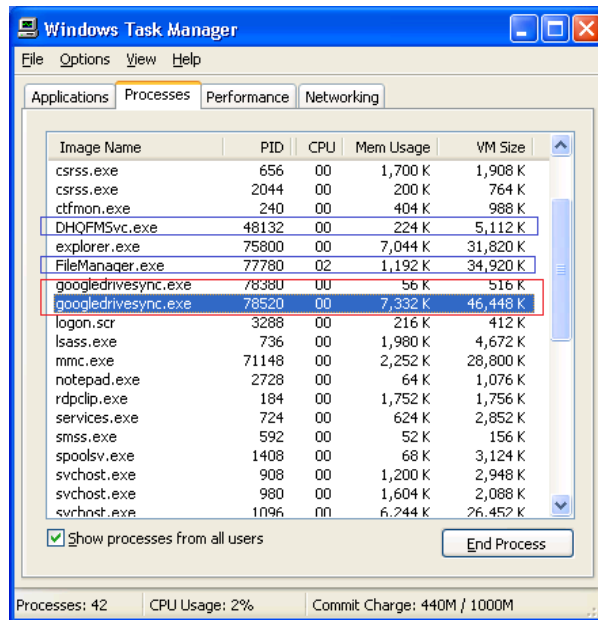 Windows Task Manager
File Options View Help
Applications Processes Performance Networking
Image Name PID CPU Mem Usage VM Size
csrss.exe 656 00 1,700 K 1,908 K
csrss.exe 2044 00 200 K 764 K
ctfmon.exe 240 00 404 K 988 K
DHQFMSvc.exe 48132 00 224 K 5,112 K
explorer.exe 75800 00 7,044 K 31,820 K
FileManager.exe 77780 02 1,192 K 34,920 K
googledrivesync.exe 78380 00 56 K 516 K
googledrivesync.exe 78520 00 7,332 K 46,448 K
logon.scr 3288 00 216 K 412 K
lsass.exe 736 00 1,980 K 4,672 K
mmc.exe 71148 00 2,252 K 28,800 K
notepad.exe 2728 00 64 K 1,076 K
rdpclip.exe 184 00 1,752 K 1,756 K
services.exe 724 00 624 K 2,852 K
smss.exe 592 00 52 K 156 K
spoolsv.exe 1408 00 68 K 3,124 K
svchost.exe 908 00 1,200 K 2,948 K
svchost.exe 980 00 1,604 K 2,088 K
svchost.exe 1096 00 6,244 K 26,452 K
Show processes from all users End Process
Processes: 42 CPU Usage: 2% Commit Charge: 440M / 1000M